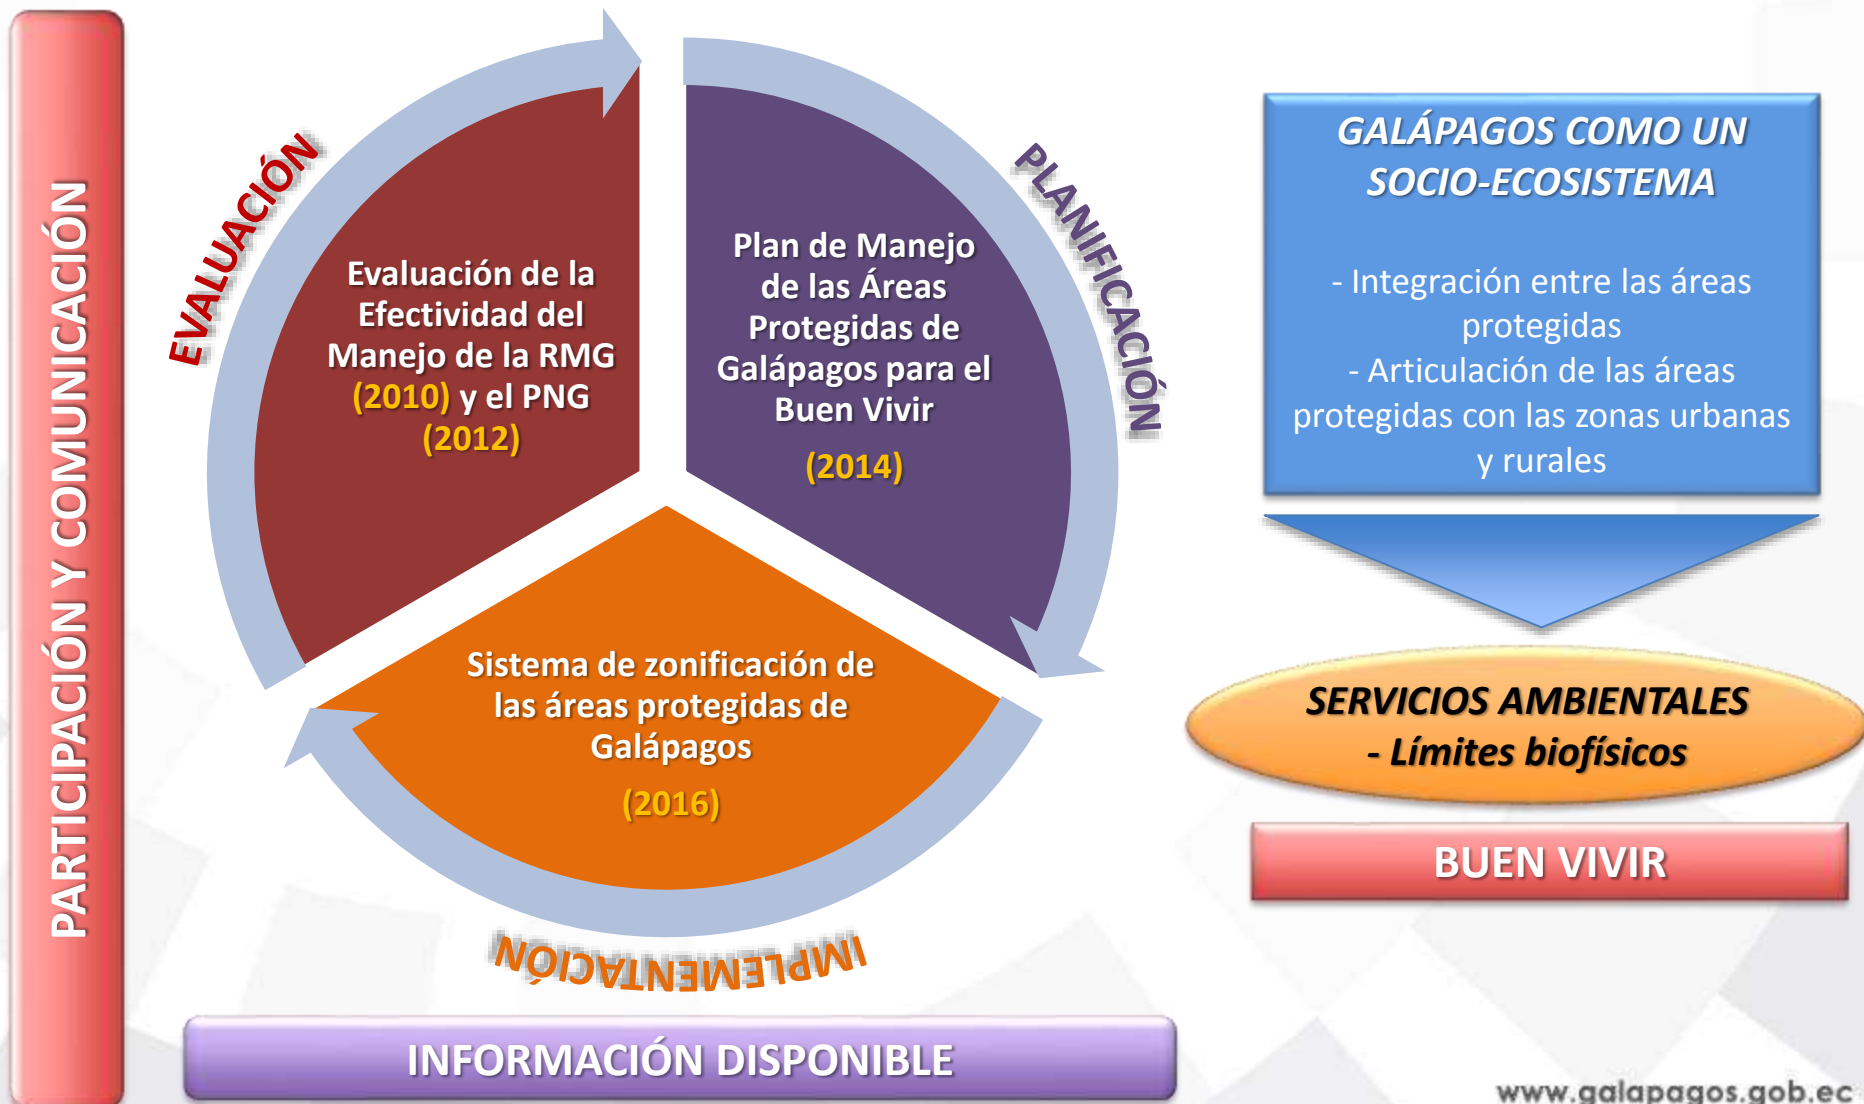 PARTICIPACIÓN Y COMUNICACIÓN
EVALUACIÓN
Evaluación de la
Efectividad del
Manejo de la RMG
(2010) y el PNG
(2012)
PLANIFICACIÓN
Plan de Manejo
de las Áreas
Protegidas de
Galápagos para el
Buen Vivir
(2014)
Sistema de zonificación de
las áreas protegidas de
Galápagos
(2016)
IMPLEMENTACIÓN
INFORMACIÓN DISPONIBLE
GALÁPAGOS COMO UN
SOCIO-ECOSISTEMA
- Integración entre las áreas
protegidas
- Articulación de las áreas
protegidas con las zonas urbanas
y rurales
SERVICIOS AMBIENTALES
- Límites biofísicos
BUEN VIVIR
www.galapagos.gob.ec